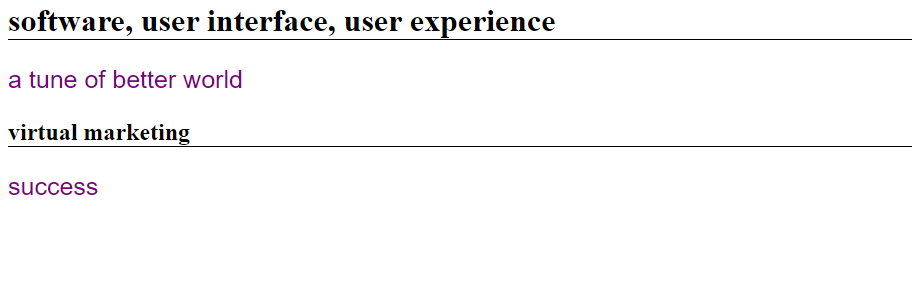 software, user interface, user experience
a tune of better world
virtual marketing
success